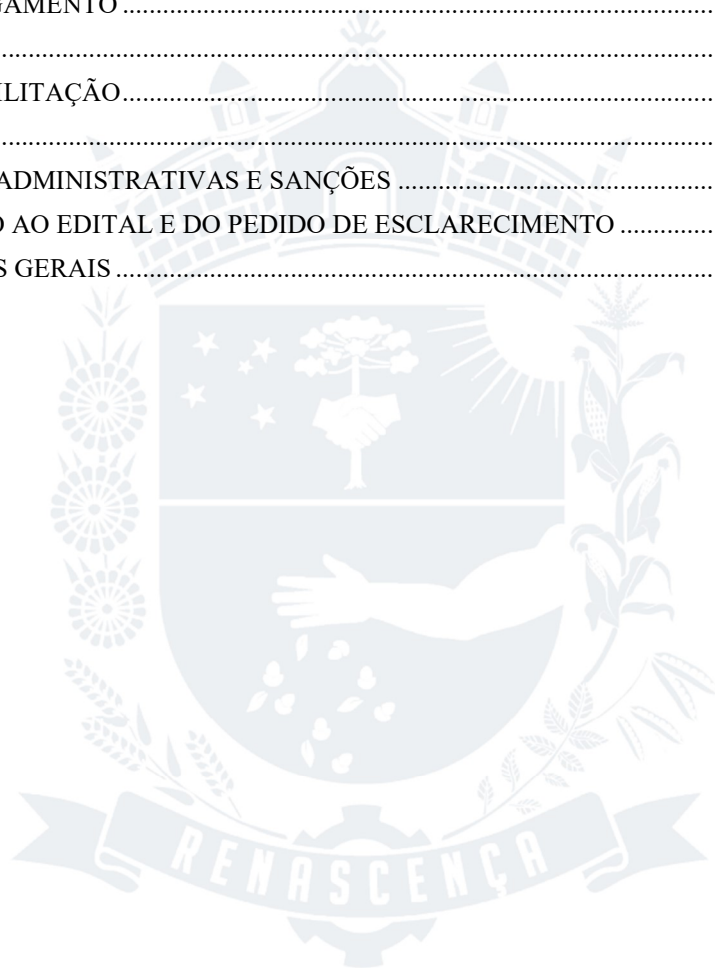 GAMENTO ..........................................................................................
..........................................................................................................
ILITAÇÃO..........................................................................................
..........................................................................................................
ADMINISTRATIVAS E SANÇÕES ..................................................
O AO EDITAL E DO PEDIDO DE ESCLARECIMENTO ..............
S GERAIS ..........................................................................................
RENASCENÇA